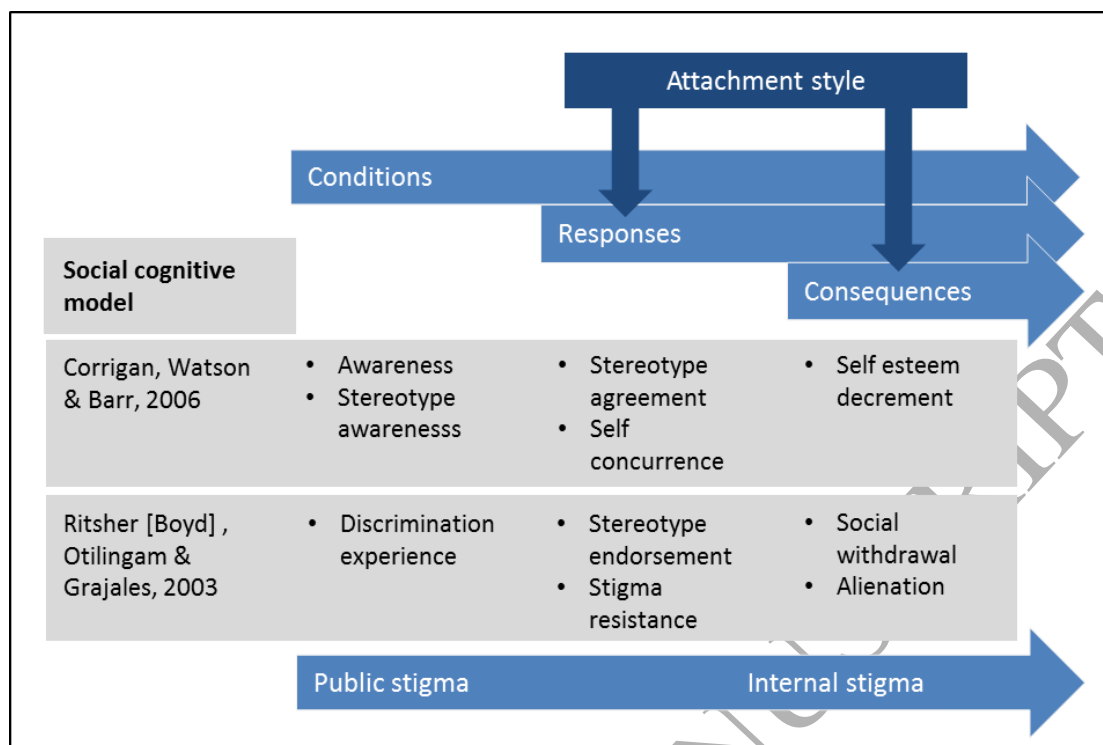 Attachment style
Conditions
Responses
Consequences
Social cognitive
model
Corrigan, Watson
& Barr, 2006
• Awareness
• Stereotype
awarenesss
• Stereotype
agreement
• Self
concurrence
• Self esteem
decrement
Ritsher [Boyd] ,
Otilingam &
Grajales, 2003
• Discrimination
experience
• Stereotype
endorsement
• Stigma
resistance
• Social
withdrawal
• Alienation
Public stigma
Internal stigma